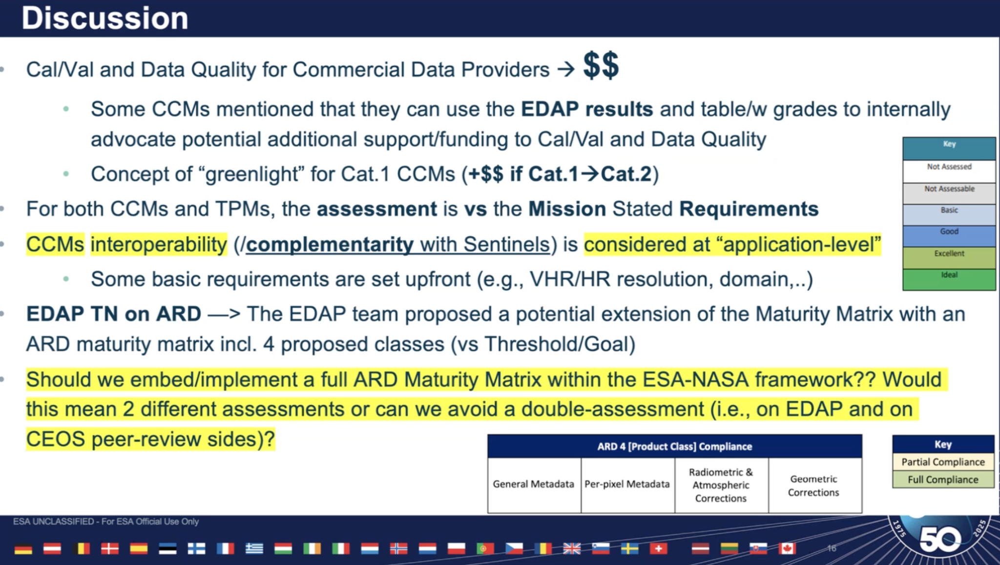 Discussion
• Cal/Val and Data Quality for Commercial Data Providers → $$
• Some CCMs mentioned that they can use the EDAP results and table/w grades to internally
advocate potential additional support/funding to Cal/Val and Data Quality
• Concept of “greenlight” for Cat.1 CCMs (+$$ if Cat.1→Cat.2)
• For both CCMs and TPMs, the assessment is vs the Mission Stated Requirements
• CCMs interoperability (/complementarity with Sentinels) is considered at “application-level”
• Some basic requirements are set upfront (e.g., VHR/HR resolution, domain,..)
• EDAP TN on ARD —> The EDAP team proposed a potential extension of the Maturity Matrix with an
ARD maturity matrix incl. 4 proposed classes (vs Threshold/Goal)
• Should we embed/implement a full ARD Maturity Matrix within the ESA-NASA framework?? Would
this mean 2 different assessments or can we avoid a double-assessment (i.e., on EDAP and on
CEOS peer-review sides)?
Key
Not Assessed
Not Assessable
Basic
Good
Excellent
Ideal
ARD 4 [Product Class] Compliance
General Metadata
Per-pixel Metadata
Radiometric &
Atmospheric
Corrections
Geometric
Corrections
Key
Partial Compliance
Full Compliance
ESA UNCLASSIFIED - For ESA Official Use Only
16
1975
50
2025